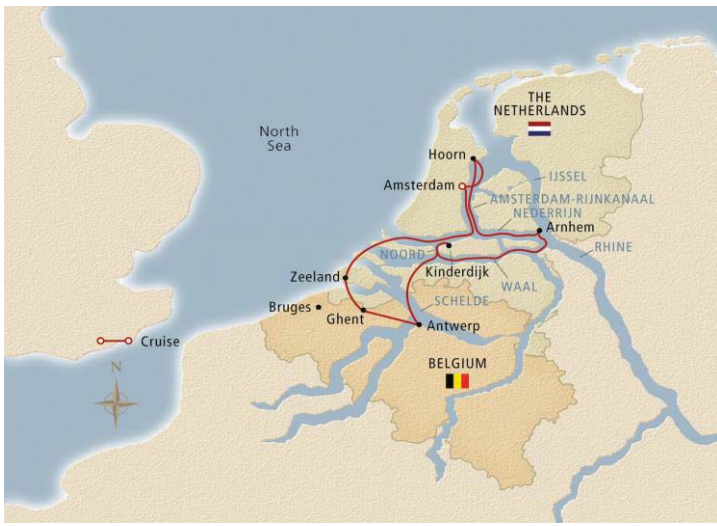 THE
NETHERLANDS
North
Sea
Hoorn
IJSSEL
Amsterdam
AMSTERDAM-RIJNKANAAL
NEDERRIJN
Arnhem
NOORD
RHINE
Kinderdijk
Zeeland
WAAL
Bruges
SCHELDE
Ghent
Antwerp
Cruise
N
BELGIUM